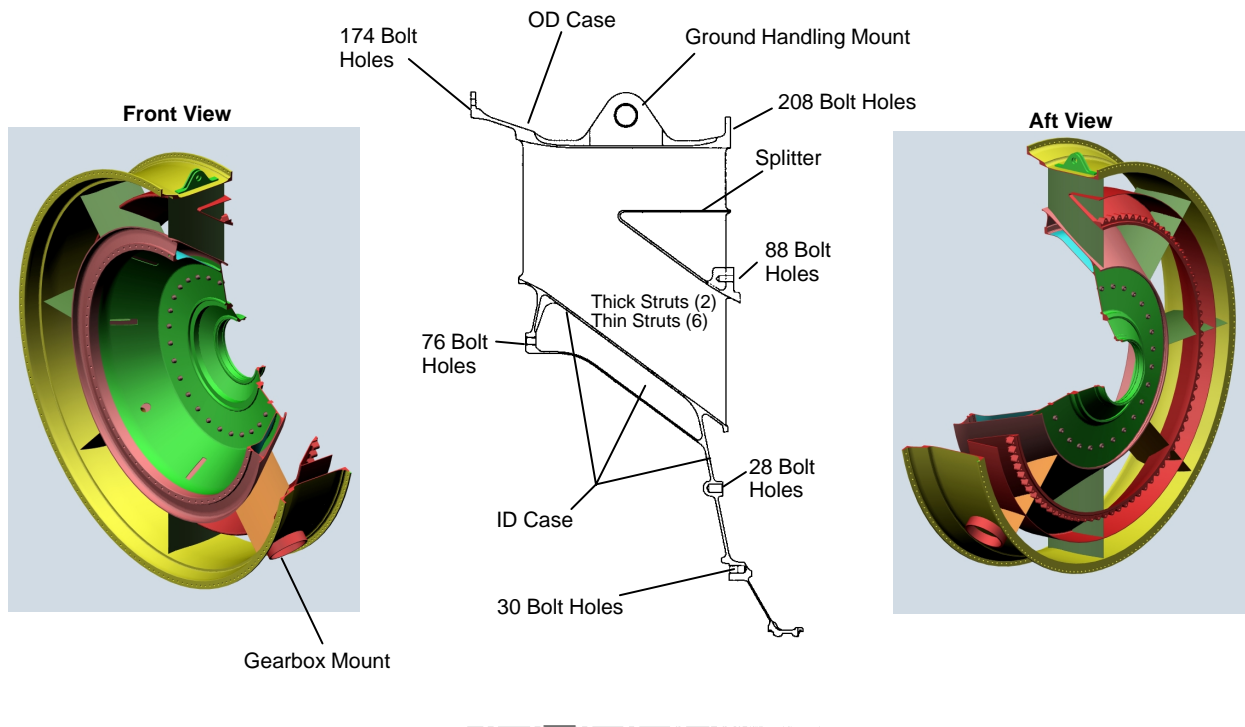 174 Bolt
Holes
OD Case
Ground Handling Mount
Front View
208 Bolt Holes
Aft View
Splitter
88 Bolt
Holes
Thick Struts (2)
Thin Struts (6)
76 Bolt
Holes
28 Bolt
Holes
ID Case
30 Bolt Holes
Gearbox Mount